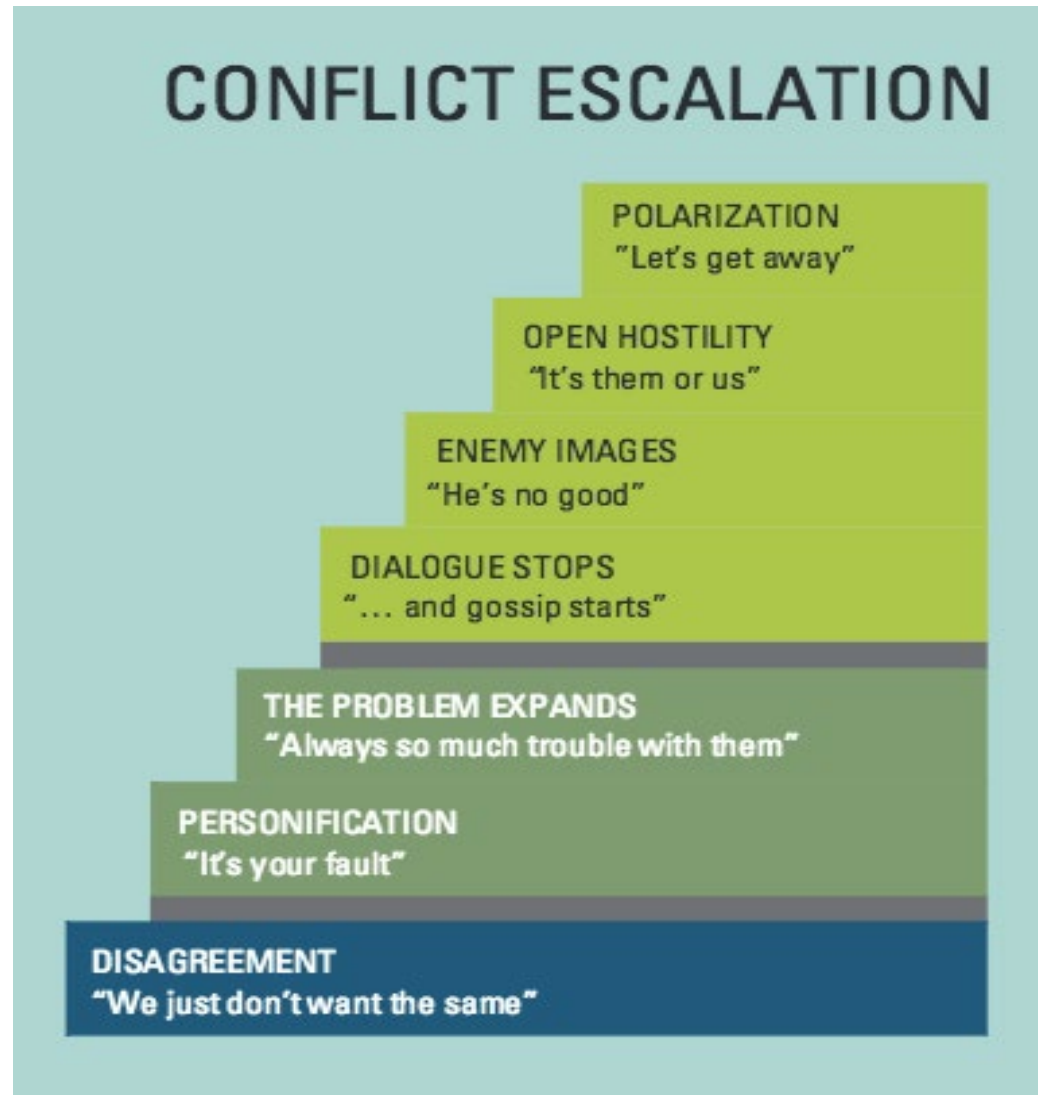 CONFLICT ESCALATION
POLARIZATION
"Let's get away"
OPEN HOSTILITY
"It's them or us"
ENEMY IMAGES
"He's no good"
DIALOGUE STOPS
"... and gossip starts"
THE PROBLEM EXPANDS
"Always so much trouble with them"
PERSONIFICATION
"It's your fault"
DISAGREEMENT
"We just don't want the same"